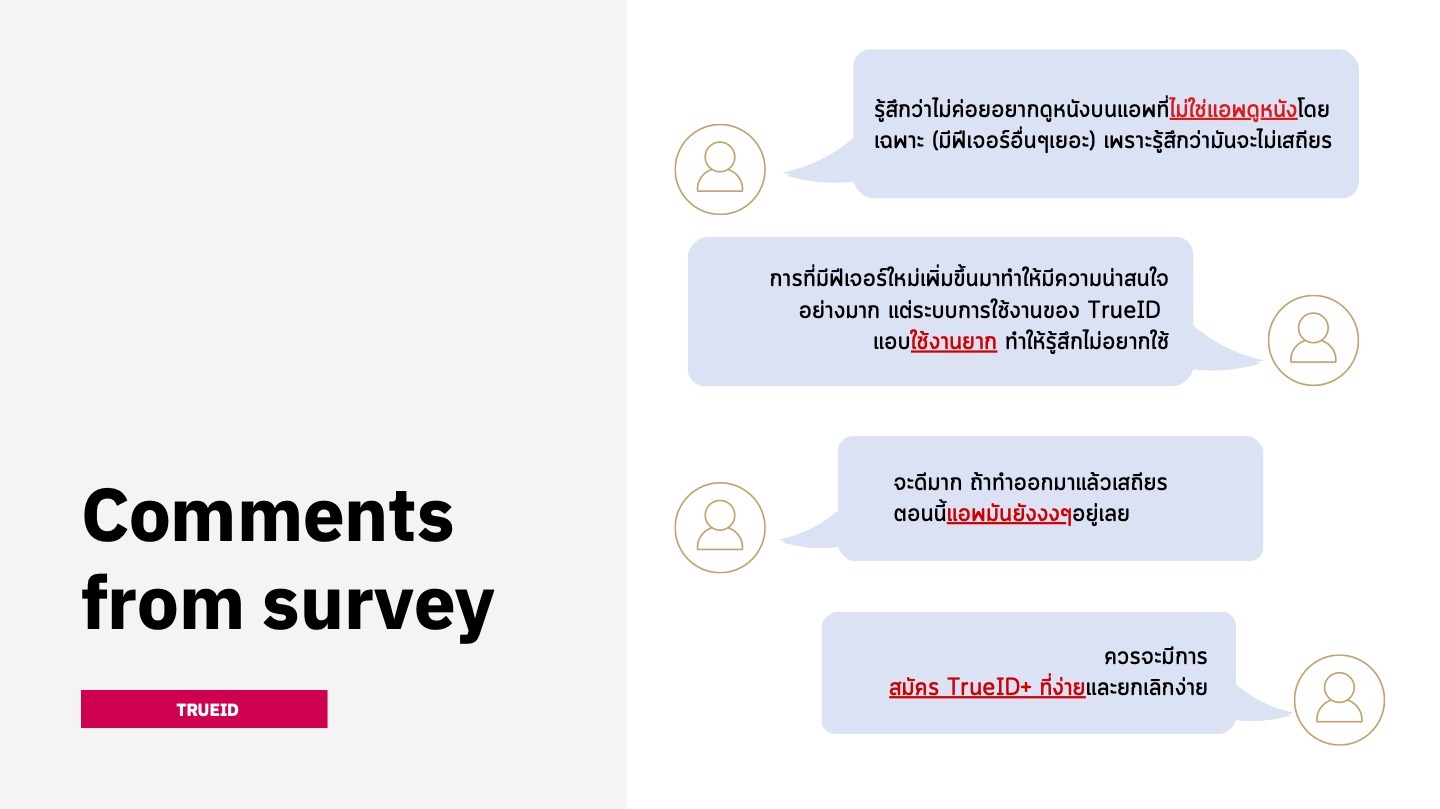 Comments
from survey
TRUEID
รู้สึกว่าไม่ค่อยอยากดูหนังบนแอพที่ไม่ใช่แอพดูหนังโดย
เฉพาะ (มีฟีเจอร์อื่นๆเยอะ) เพราะรู้สึกว่ามันจะไม่เสถียร
การที่มีฟีเจอร์ใหม่เพิ่มขึ้นมาทำให้มีความน่าสนใจ
อย่างมาก แต่ระบบการใช้งานของ TrueID
แอบใช้งานยาก ทำให้รู้สึกไม่อยากใช้
จะดีมาก ถ้าทำออกมาแล้วเสถียร
ตอนนี้แอพมันยังงงๆอยู่เลย
ควรจะมีการ
สมัคร TrueID+ ที่ง่ายและยกเลิกง่าย